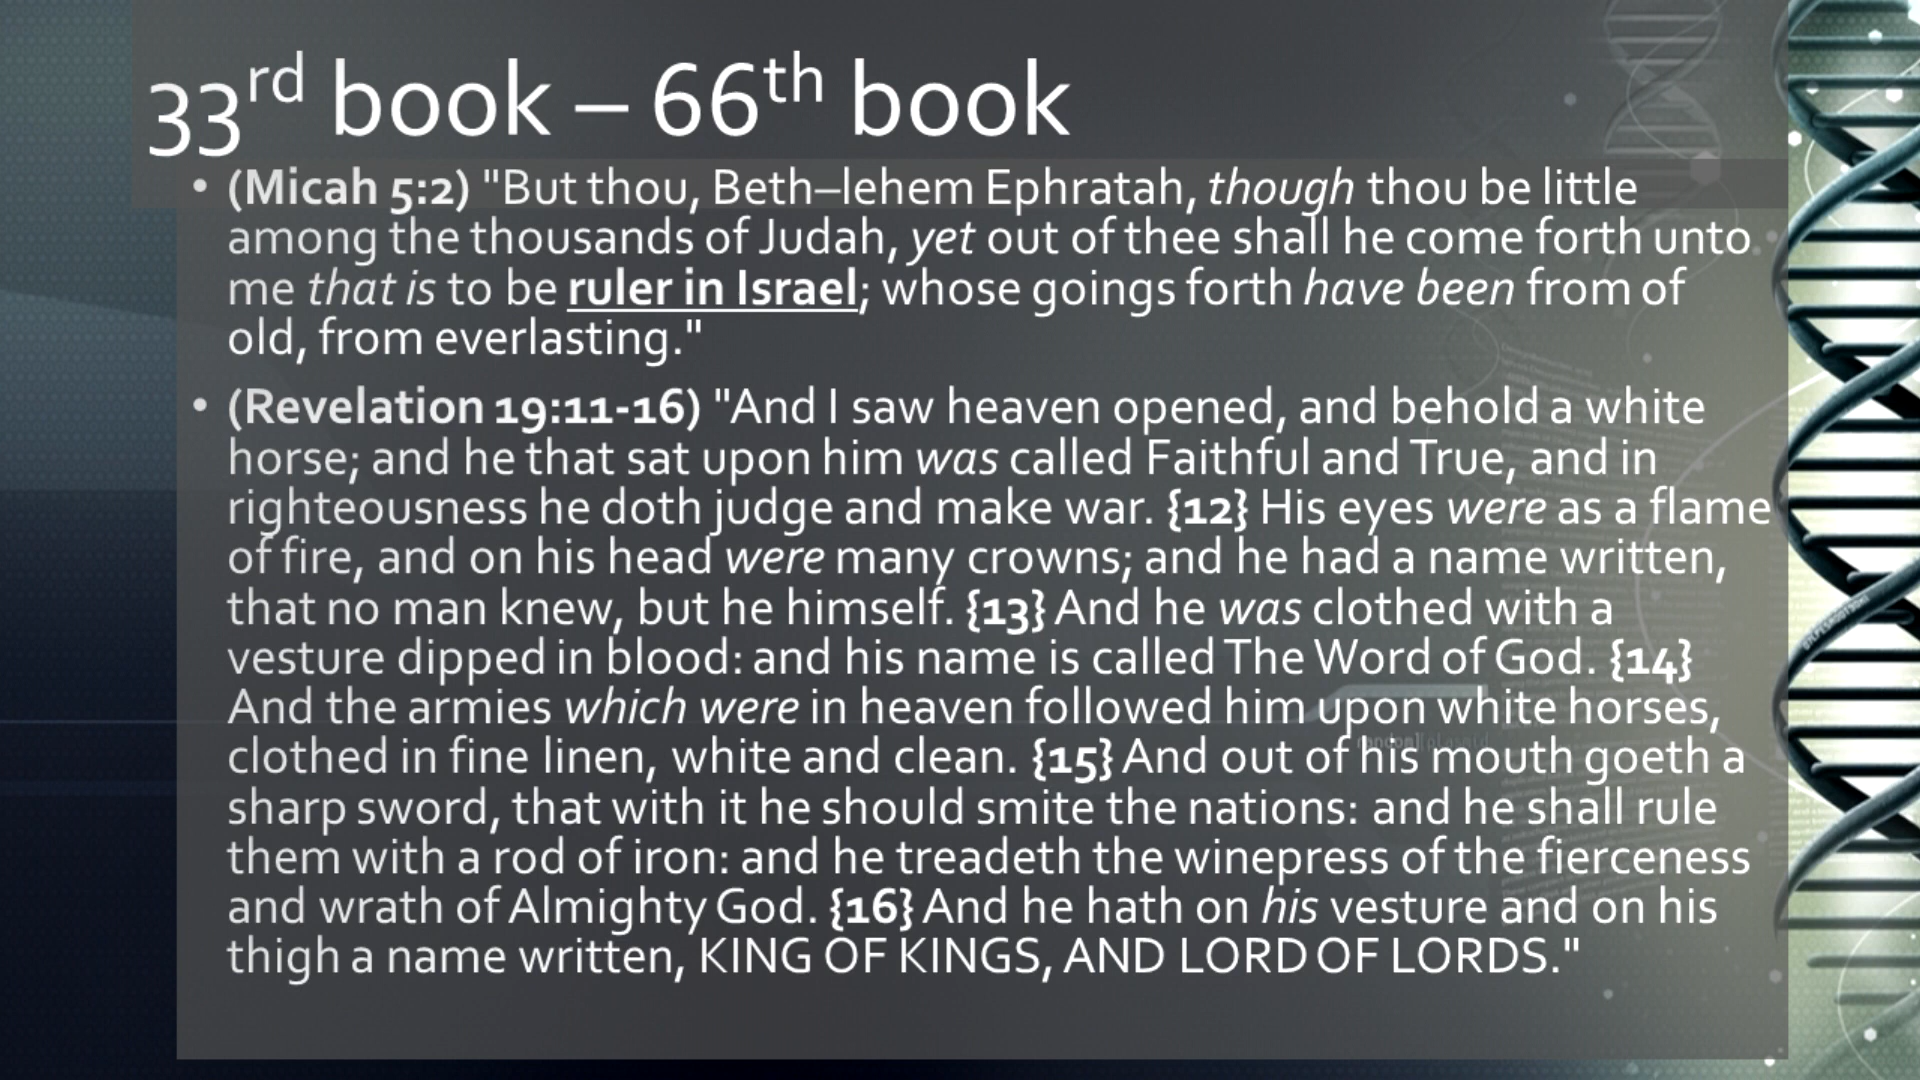 33rd book – 66th book
• (Micah 5:2) "But thou, Beth–lehem Ephratah, though thou be little
among the thousands of Judah, yet out of thee shall he come forth unto
me that is to be ruler in Israel; whose goings forth have been from of
old, from everlasting."
• (Revelation 19:11-16) "And I saw heaven opened, and behold a white
horse; and he that sat upon him was called Faithful and True, and in
righteousness he doth judge and make war. {12} His eyes were as a flame
of fire, and on his head were many crowns; and he had a name written,
that no man knew, but he himself. {13} And he was clothed with a
vesture dipped in blood: and his name is called The Word of God. {14}
And the armies which were in heaven followed him upon white horses,
clothed in fine linen, white and clean. {15} And out of his mouth goeth a
sharp sword, that with it he should smite the nations: and he shall rule
them with a rod of iron: and he treadeth the winepress of the fierceness
and wrath of Almighty God. {16} And he hath on his vesture and on his
thigh a name written, KING OF KINGS, AND LORD OF LORDS."